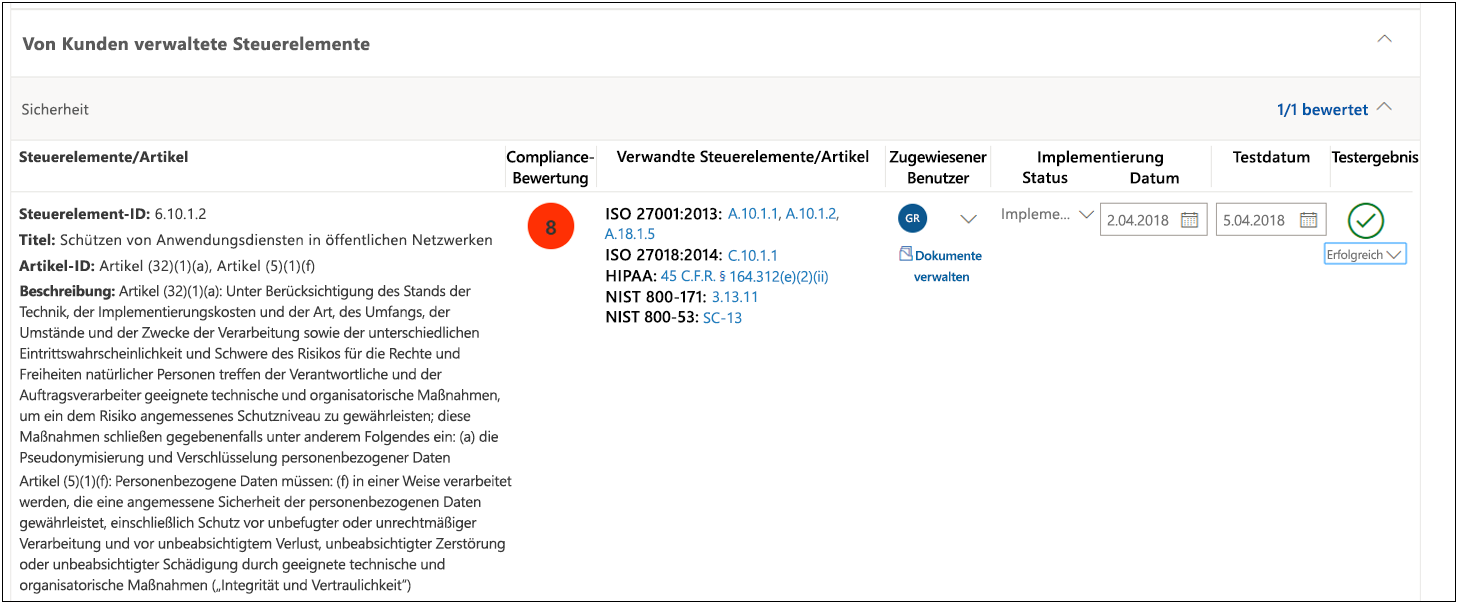 Von Kunden verwaltete Steuerelemente
Sicherheit
1/1 bewertet
Steuerelemente/Artikel
Compliance-
Bewertung
Verwandte Steuerelemente/Artikel
Zugewiesener
Benutzer
Implementierung
Status
Datum
Testdatum
Testergebnis
Steuerelement-ID: 6.10.1.2
Titel: Schützen von Anwendungsdiensten in öffentlichen Netzwerken
Artikel-ID: Artikel (32)(1)(a), Artikel (5)(1)(f)
Beschreibung: Artikel (32)(1)(a): Unter Berücksichtigung des Stands der
Technik, der Implementierungskosten und der Art, des Umfangs, der
Umstände und der Zwecke der Verarbeitung sowie der unterschiedlichen
Eintrittswahrscheinlichkeit und Schwere des Risikos für die Rechte und
Freiheiten natürlicher Personen treffen der Verantwortliche und der
Auftragsverarbeiter geeignete technische und organisatorische Maßnahmen,
um ein dem Risiko angemessenes Schutzniveau zu gewährleisten; diese
Maßnahmen schließen gegebenenfalls unter anderem Folgendes ein: (a) die
Pseudonymisierung und Verschlüsselung personenbezogener Daten
Artikel (5)(1)(f): Personenbezogene Daten müssen: (f) in einer Weise verarbeitet
werden, die eine angemessene Sicherheit der personenbezogenen Daten
gewährleistet, einschließlich Schutz vor unbefugter oder unrechtmäßiger
Verarbeitung und vor unbeabsichtigtem Verlust, unbeabsichtigter Zerstörung
oder unbeabsichtigter Schädigung durch geeignete technische und
organisatorische Maßnahmen („Integrität und Vertraulichkeit“)
8
ISO 27001:2013: A.10.1.1, A.10.1.2,
A.18.1.5
ISO 27018:2014: C.10.1.1
HIPAA: 45 C.F.R. § 164.312(e)(2)(ii)
NIST 800-171: 3.13.11
NIST 800-53: SC-13
GR
Dokumente
verwalten
Impleme...
2.04.2018
5.04.2018
Erfolgreich